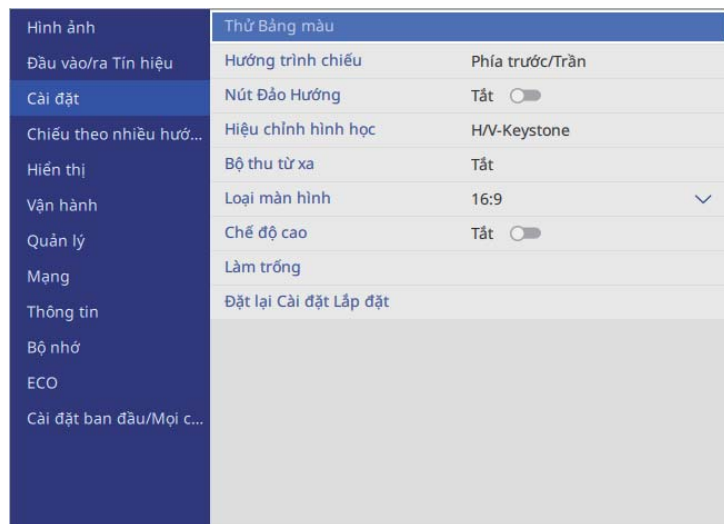 Hình ảnh
Đầu vào/ra Tín hiệu
Cài đặt
Chiếu theo nhiều hướ...
Hiển thị
Vận hành
Quản lý
Mạng
Thông tin
Bộ nhớ
ECO
Cài đặt ban đầu/Mọi c...
Thử Bảng màu
Hướng trình chiếu Phía trước/Trần
Nút Đảo Hướng Tắt
Hiệu chỉnh hình học H/V-Keystone
Bộ thu từ xa Tắt
Loại màn hình 16:9
Chế độ cao Tắt
Làm trống
Đặt lại Cài đặt Lắp đặt